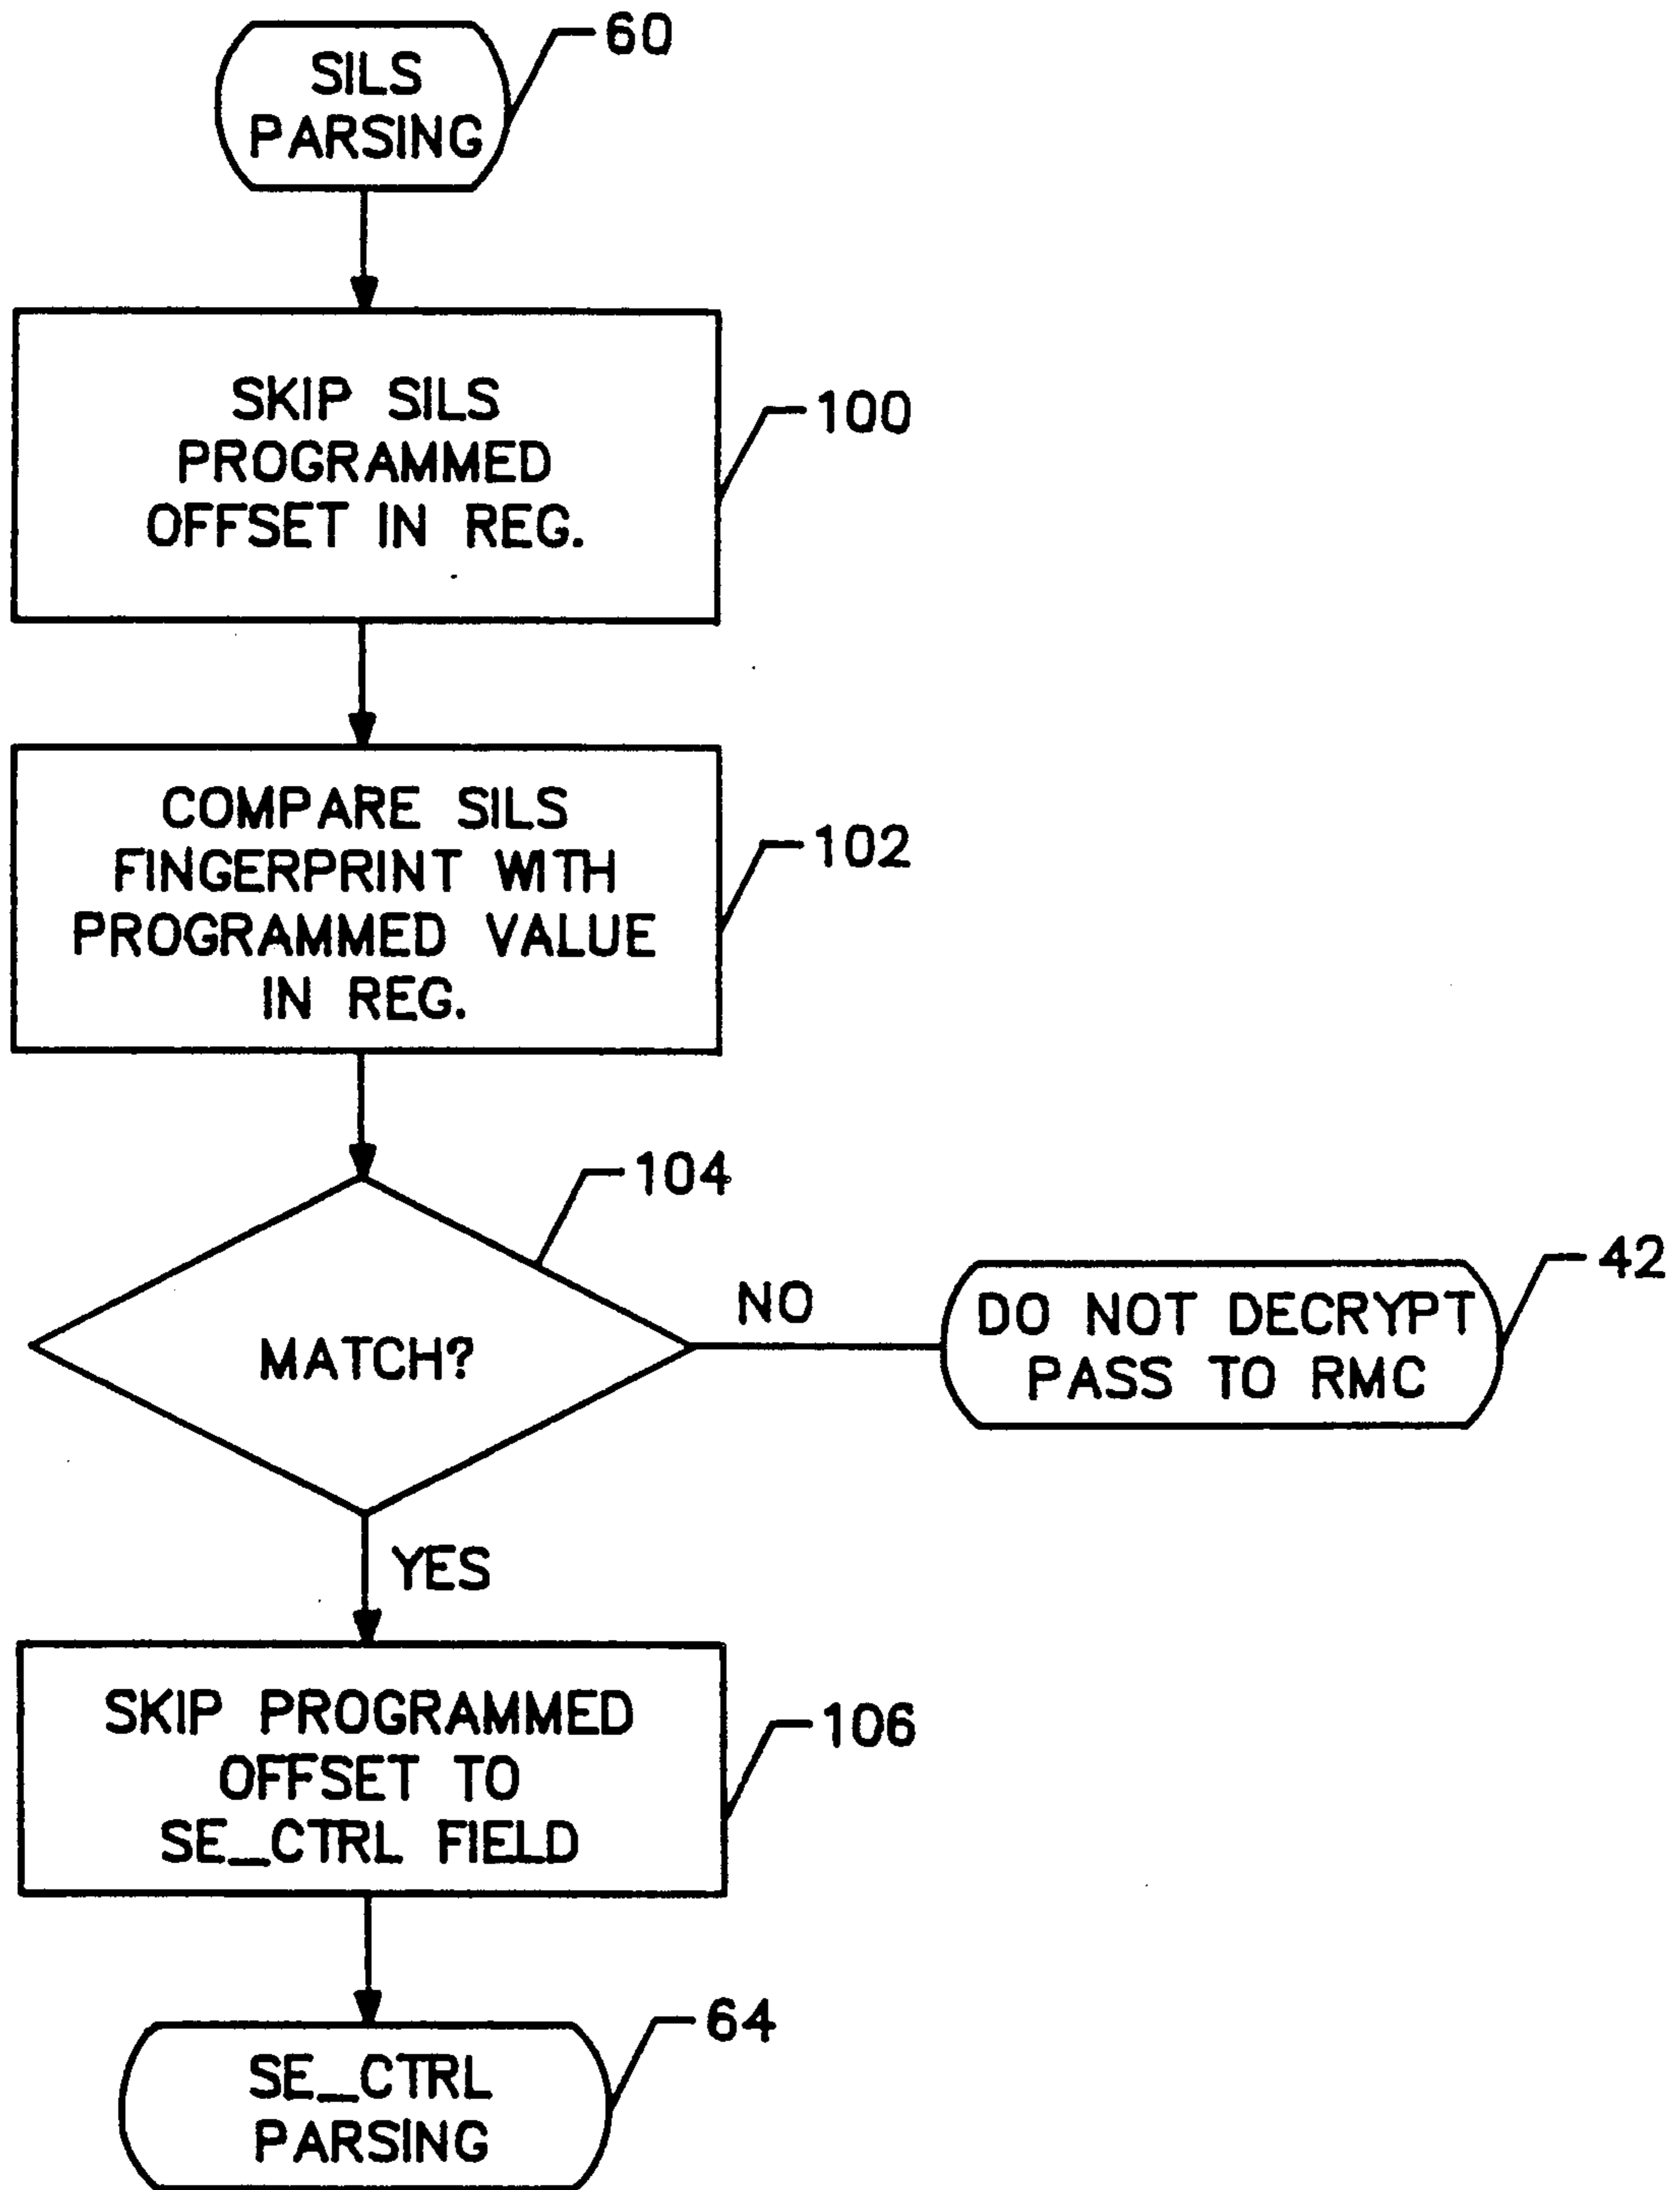 SILS
PARSING
60
SKIP SILS
PROGRAMMED
OFFSET IN REG.
100
COMPARE SILS
FINGERPRINT WITH
PROGRAMMED VALUE
IN REG.
102
104
MATCH?
NO
DO NOT DECRYPT
PASS TO RMC
42
YES
SKIP PROGRAMMED
OFFSET TO
SE_CTRL FIELD
106
SE_CTRL
PARSING
64